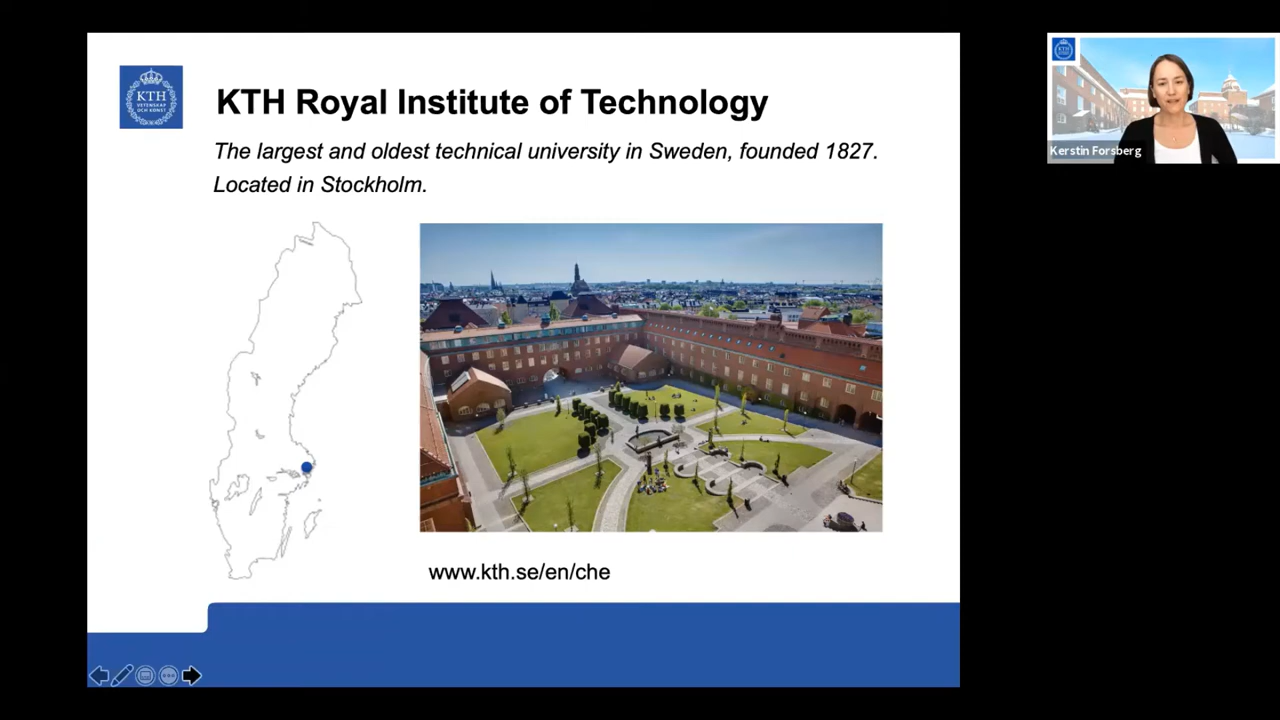 KTH
VETENSKAP
OCH KONST
KTH Royal Institute of Technology
The largest and oldest technical university in Sweden, founded 1827.
Located in Stockholm.
www.kth.se/en/che
KTH
Kerstin Forsberg